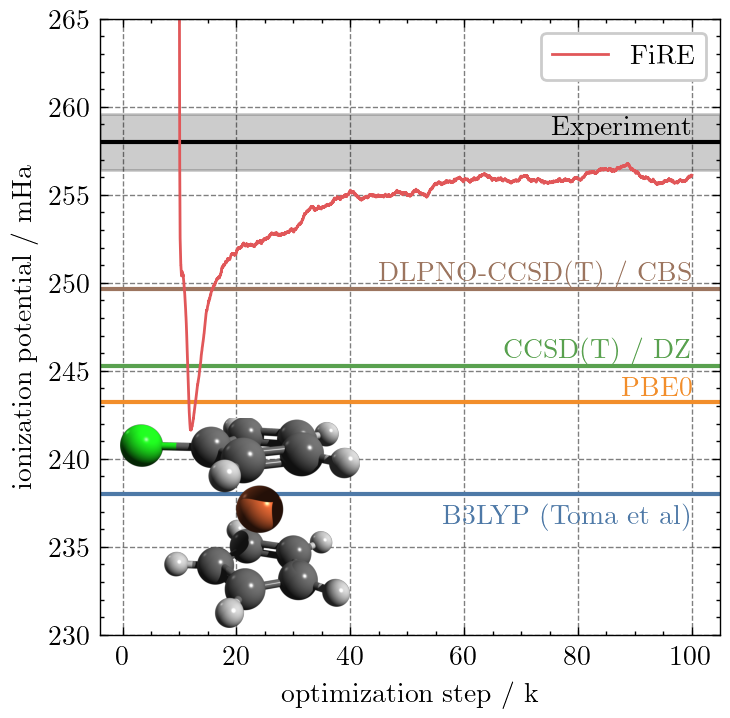 265
260
255
250
245
240
235
230
ionization potential / mHa
FiRE
Experiment
DLPNO-CCSD(T) / CBS
CCSD(T) / DZ
PBE0
B3LYP (Toma et al)
0 20 40 60 80 100
optimization step / k